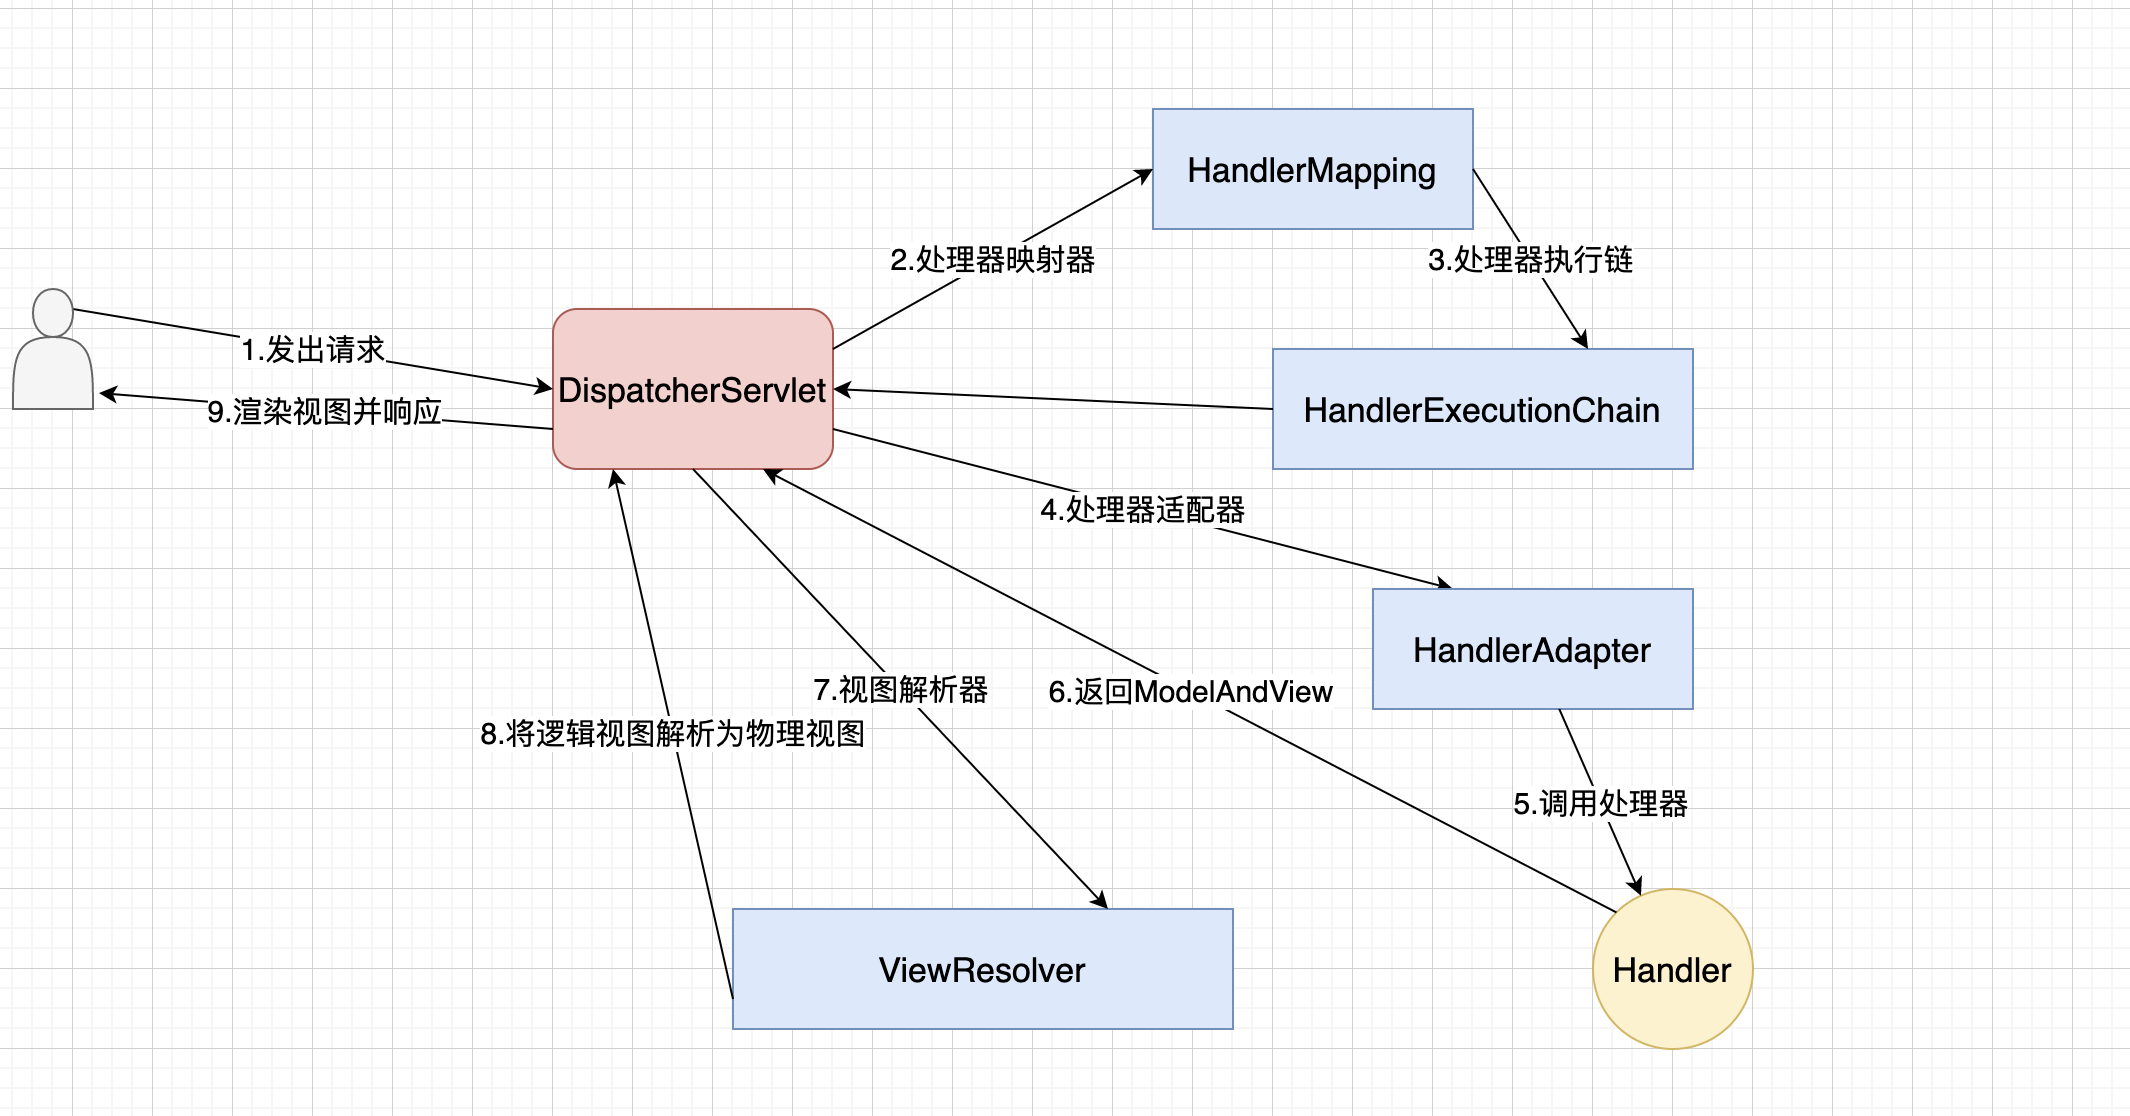 HandlerMapping
2.处理器映射器
3.处理器执行链
1.发出请求
DispatcherServlet
9.渲染视图并响应
HandlerExecutionChain
4.处理器适配器
HandlerAdapter
7.视图解析器
6.返回ModelAndView
8.将逻辑视图解析为物理视图
5.调用处理器
ViewResolver
Handler